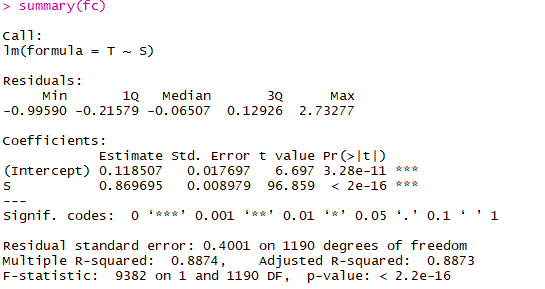 > summary(fc)
Call:
lm(formula = T ~ S)
Residuals:
Min 1Q Median 3Q Max
-0.99590 -0.21579 -0.06507 0.12926 2.73277
Coefficients:
Estimate Std. Error t value Pr(>|t|)
(Intercept) 0.118507 0.017697 6.697 3.28e-11 ***
S 0.869695 0.008979 96.859 < 2e-16 ***
---
Signif. codes: 0 ‘***’ 0.001 ‘**’ 0.01 ‘*’ 0.05 ‘.’ 0.1 ‘ ’ 1
Residual standard error: 0.4001 on 1190 degrees of freedom
Multiple R-squared: 0.8874, Adjusted R-squared: 0.8873
F-statistic: 9382 on 1 and 1190 DF, p-value: < 2.2e-16